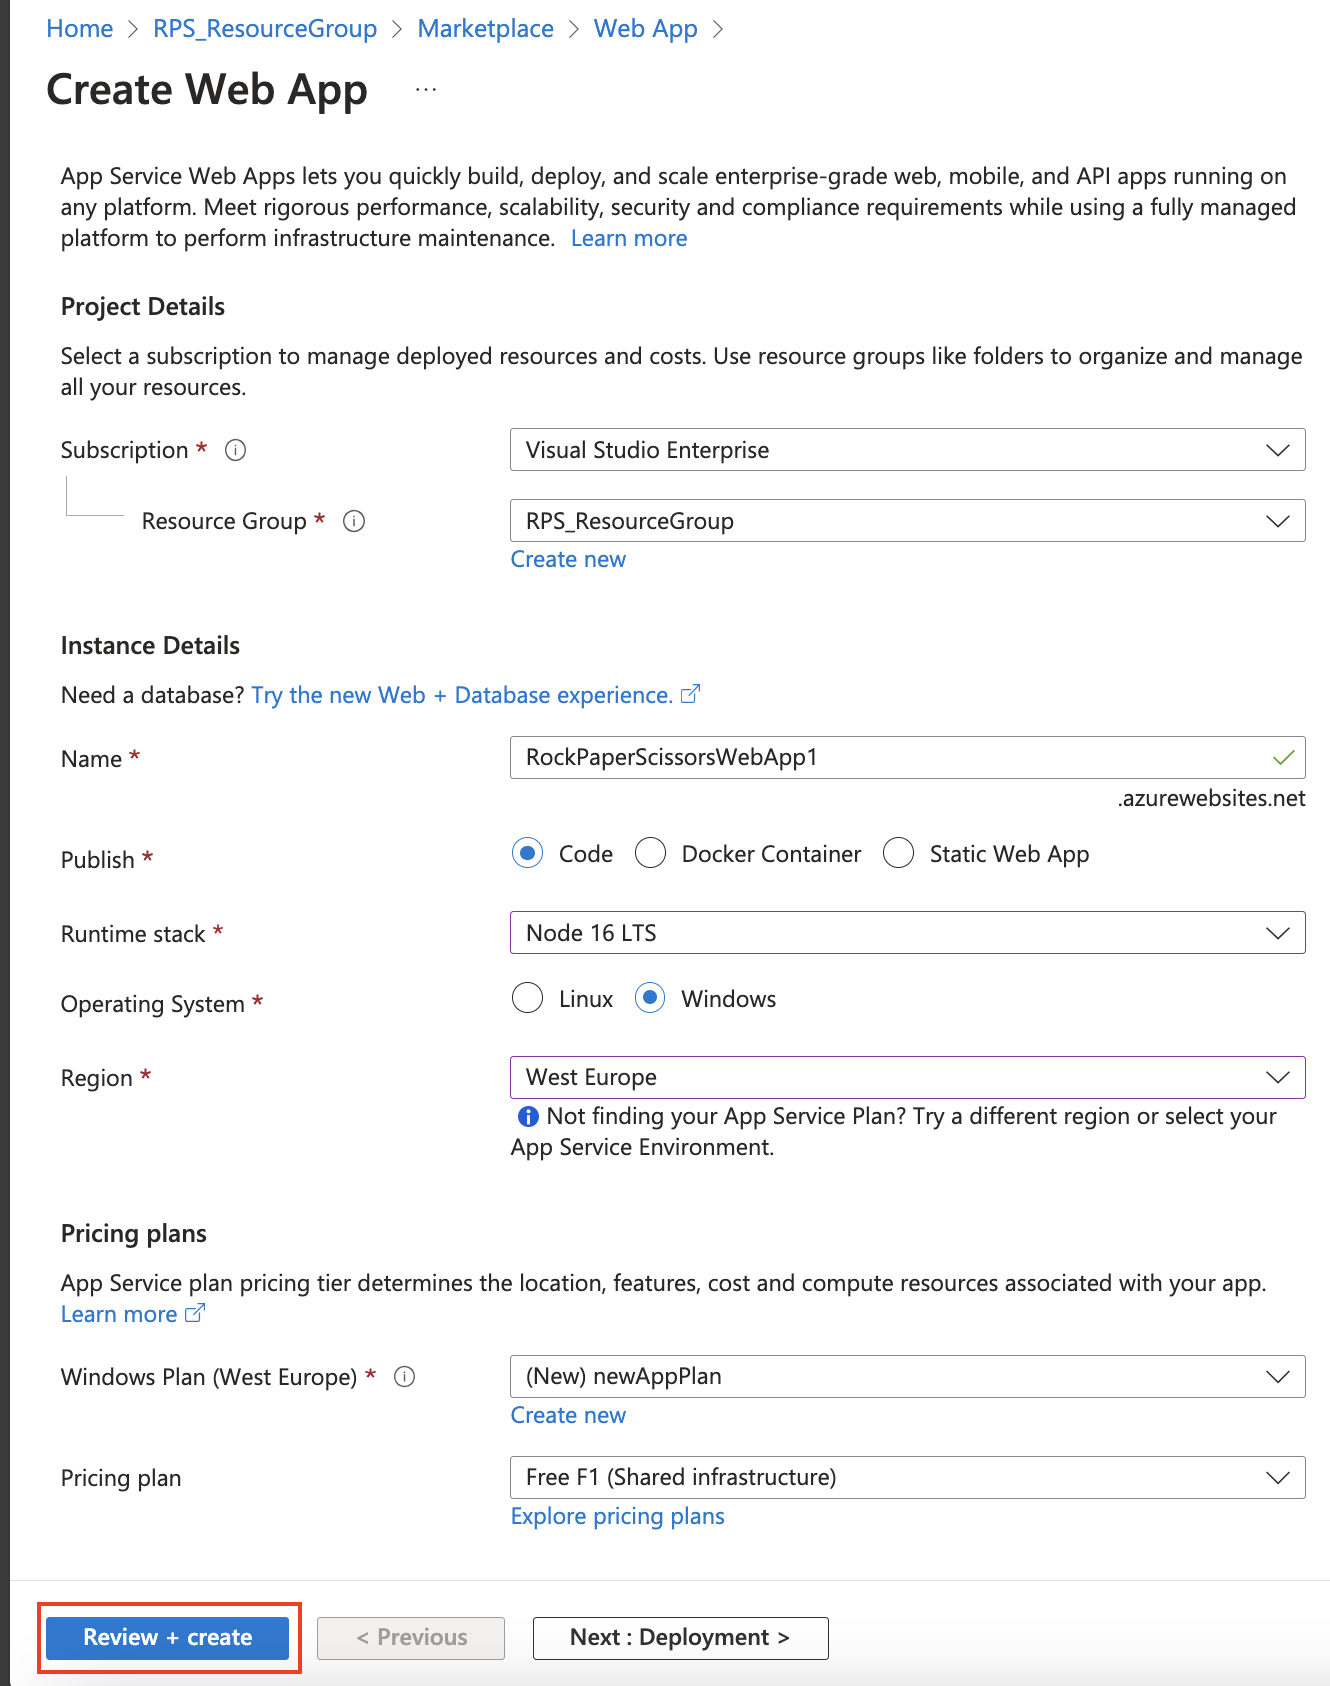 Home > RPS_ResourceGroup > Marketplace > Web App >
Create Web App ...
App Service Web Apps lets you quickly build, deploy, and scale enterprise-grade web, mobile, and API apps running on
any platform. Meet rigorous performance, scalability, security and compliance requirements while using a fully managed
platform to perform infrastructure maintenance. Learn more
Project Details
Select a subscription to manage deployed resources and costs. Use resource groups like folders to organize and manage
all your resources.
Subscription * Visual Studio Enterprise
Resource Group * RPS_ResourceGroup
Create new
Instance Details
Need a database? Try the new Web + Database experience.
Name * RockPaperScissorsWebApp1
.azurewebsites.net
Publish * Code Docker Container Static Web App
Runtime stack * Node 16 LTS
Operating System * Linux Windows
Region * West Europe
Not finding your App Service Plan? Try a different region or select your
App Service Environment.
Pricing plans
App Service plan pricing tier determines the location, features, cost and compute resources associated with your app.
Learn more
Windows Plan (West Europe) * (New) newAppPlan
Create new
Pricing plan Free F1 (Shared infrastructure)
Explore pricing plans
Review + create < Previous Next : Deployment >